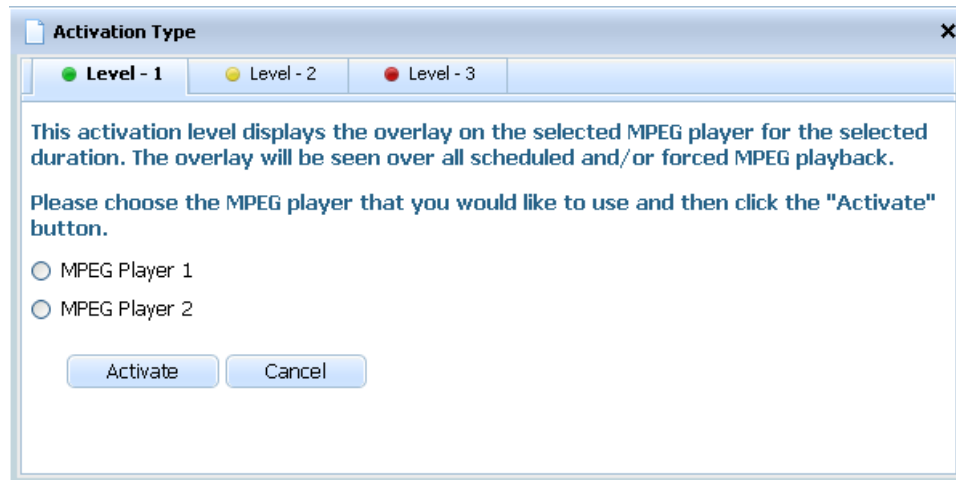 Activation Type
Level - 1
Level - 2
Level - 3
This activation level displays the overlay on the selected MPEG player for the selected
duration. The overlay will be seen over all scheduled and/or forced MPEG playback.
Please choose the MPEG player that you would like to use and then click the "Activate"
button.
MPEG Player 1
MPEG Player 2
Activate
Cancel